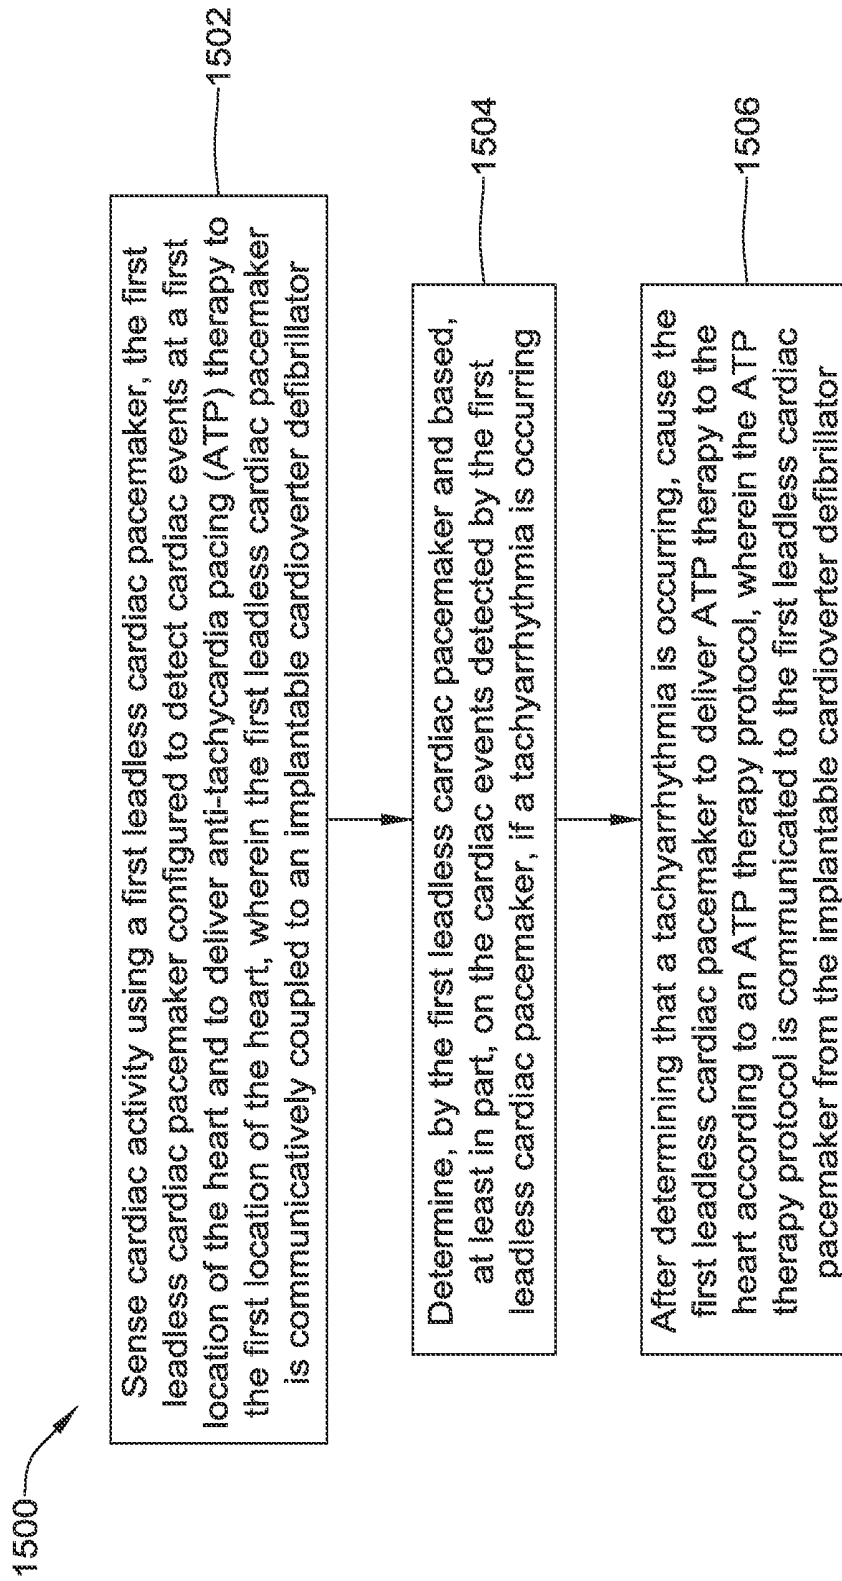 1500
Sense cardiac activity using a first leadless cardiac pacemaker, the first
leadless cardiac pacemaker configured to detect cardiac events at a first
location of the heart and to deliver anti-tachycardia pacing (ATP) therapy to
the first location of the heart, wherein the first leadless cardiac pacemaker
is communicatively coupled to an implantable cardioverter defibrillator
1502
Determine, by the first leadless cardiac pacemaker and based,
at least in part, on the cardiac events detected by the first
leadless cardiac pacemaker, if a tachyarrhythmia is occurring
1504
After determining that a tachyarrhythmia is occurring, cause the
first leadless cardiac pacemaker to deliver ATP therapy to the
heart according to an ATP therapy protocol, wherein the ATP
therapy protocol is communicated to the first leadless cardiac
pacemaker from the implantable cardioverter defibrillator
1506